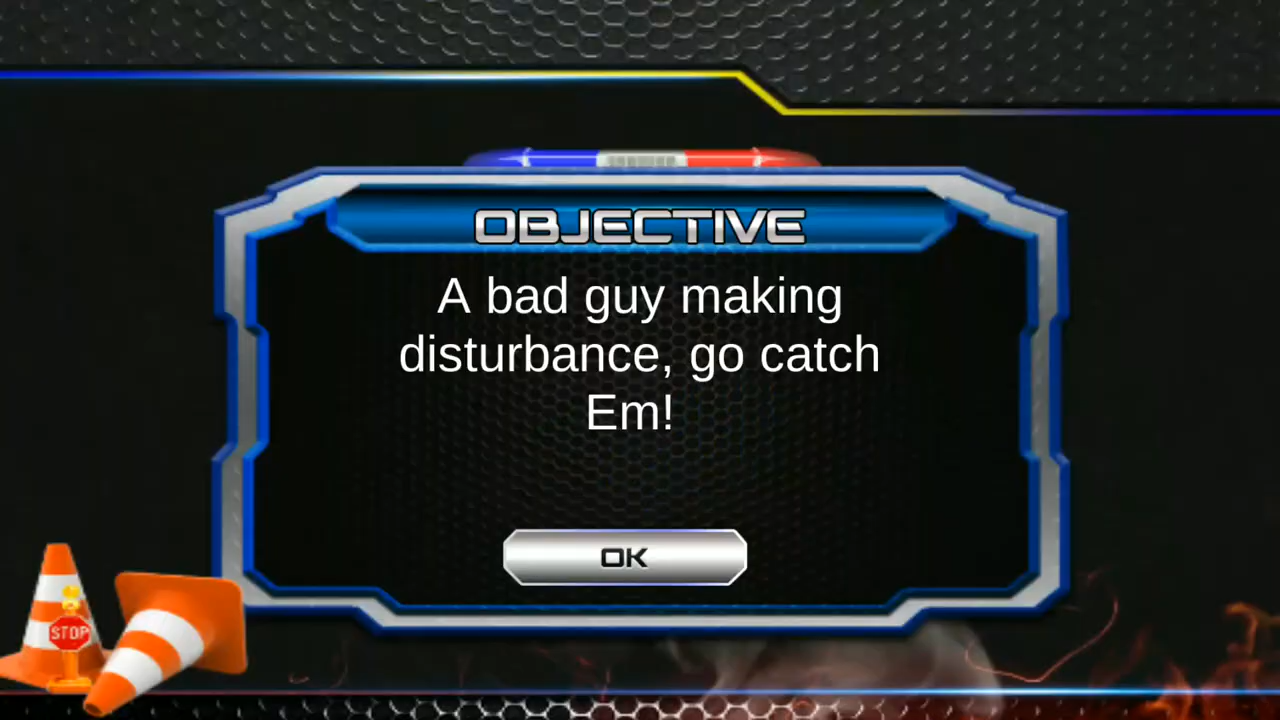 OBJECTIVE
A bad guy making
disturbance, go catch
Em!
OK
STOP